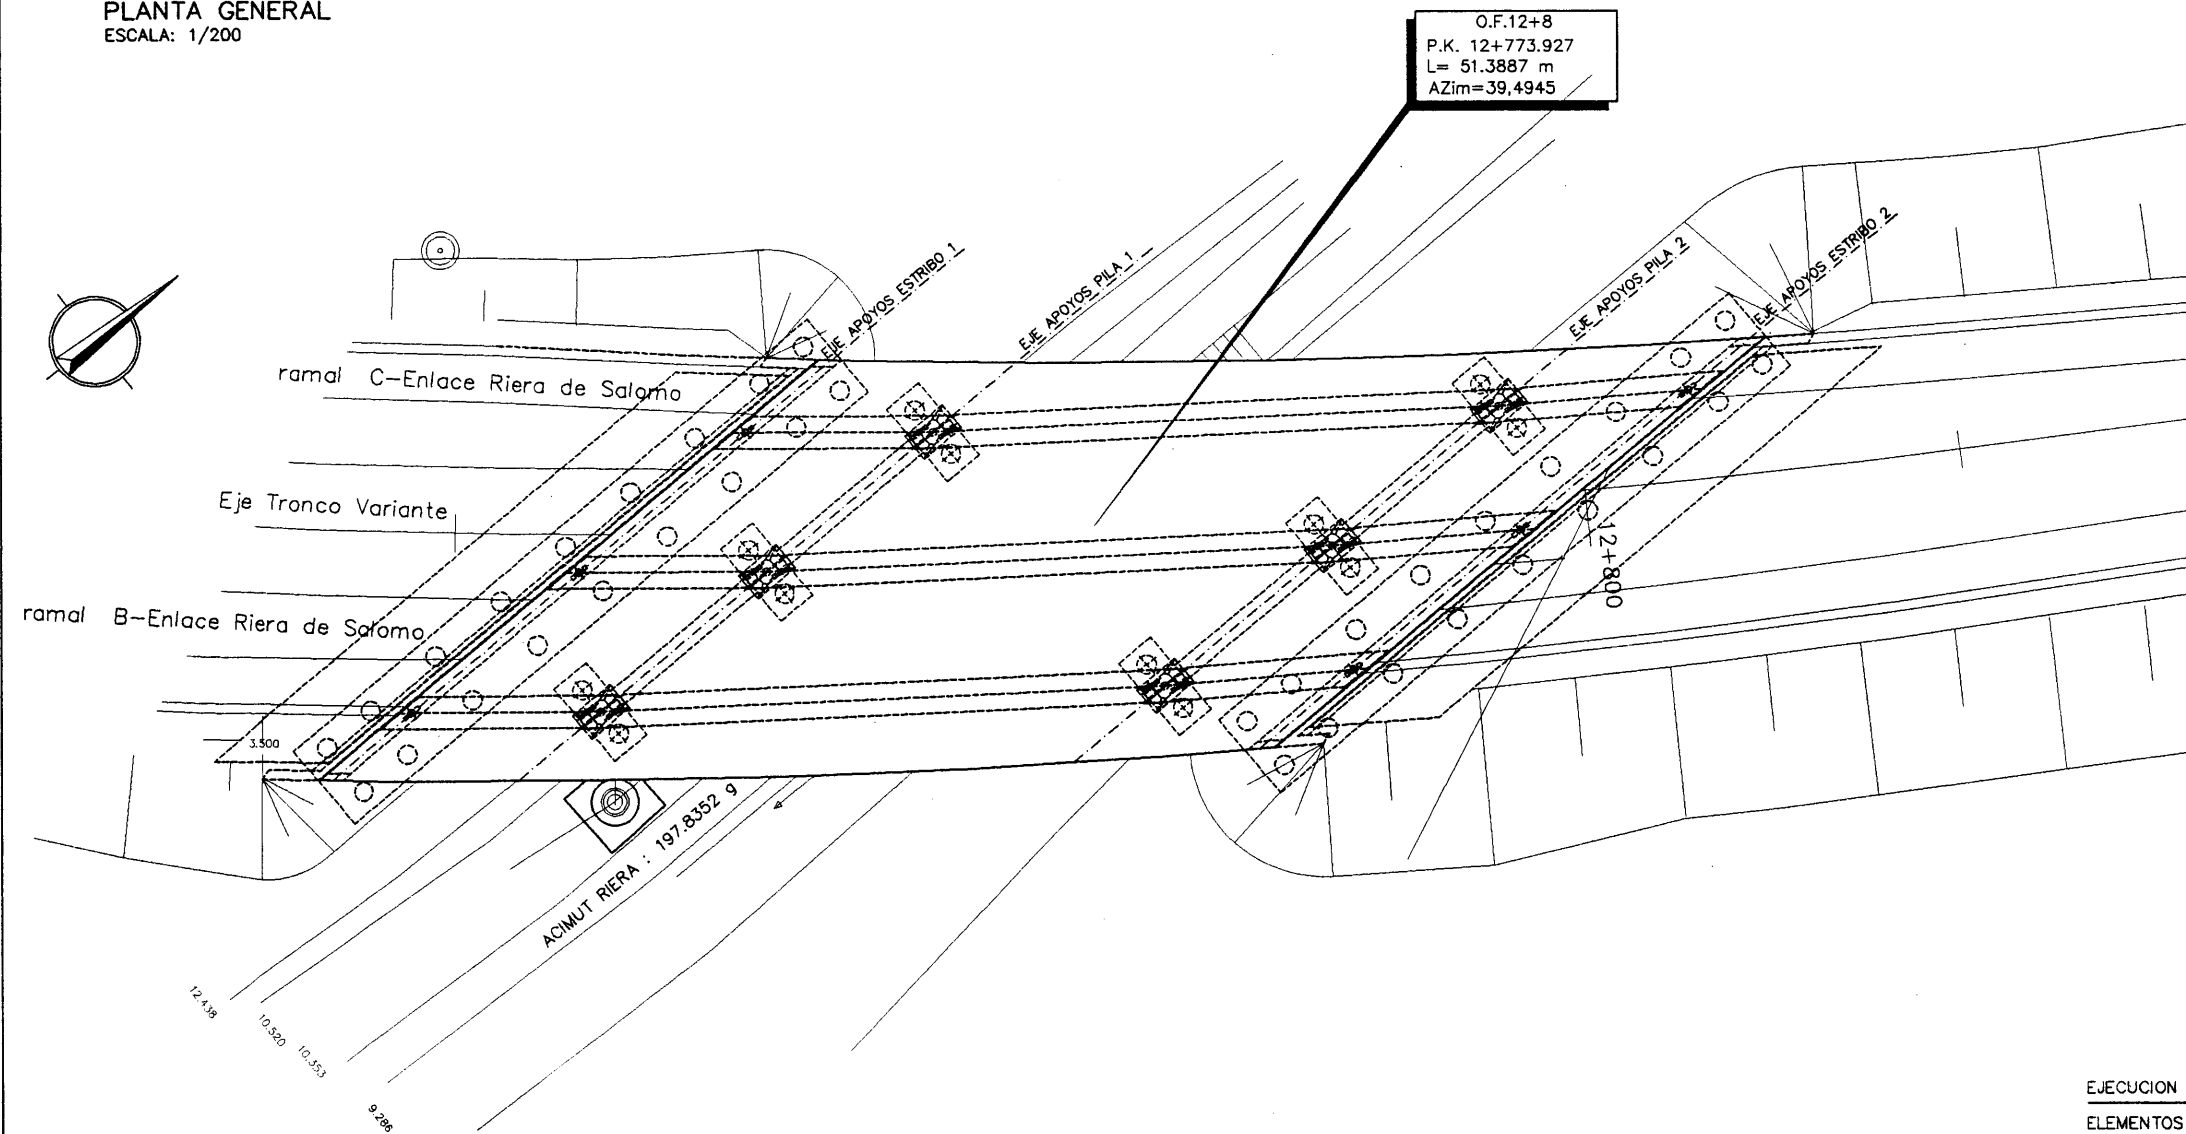 PLANTA GENERAL
ESCALA: 1/200
O.F.12+8
P.K. 12+773.927
L= 51.3887 m
AZim=39,4945
EJE APOYOS ESTRIBO 1
EJE APOYOS PILA 1
EJE APOYOS PILA 2
EJE APOYOS ESTRIBO 2
ramal C-Enlace Riera de Salomo
Eje Tronco Variante
ramal B-Enlace Riera de Salomo
12+800
3.500
ACIMUT RIERA : 197.8352 g
12.438
10.520
10.353
9.286
EJECUCION
ELEMENTOS